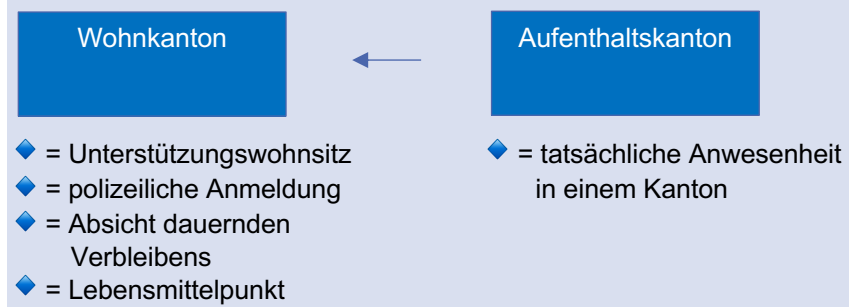 Wohnkanton
Aufenthaltskanton
= Unterstützungswohnsitz
= polizeiliche Anmeldung
= Absicht dauernden
Verbleibens
= Lebensmittelpunkt
= tatsächliche Anwesenheit
in einem Kanton